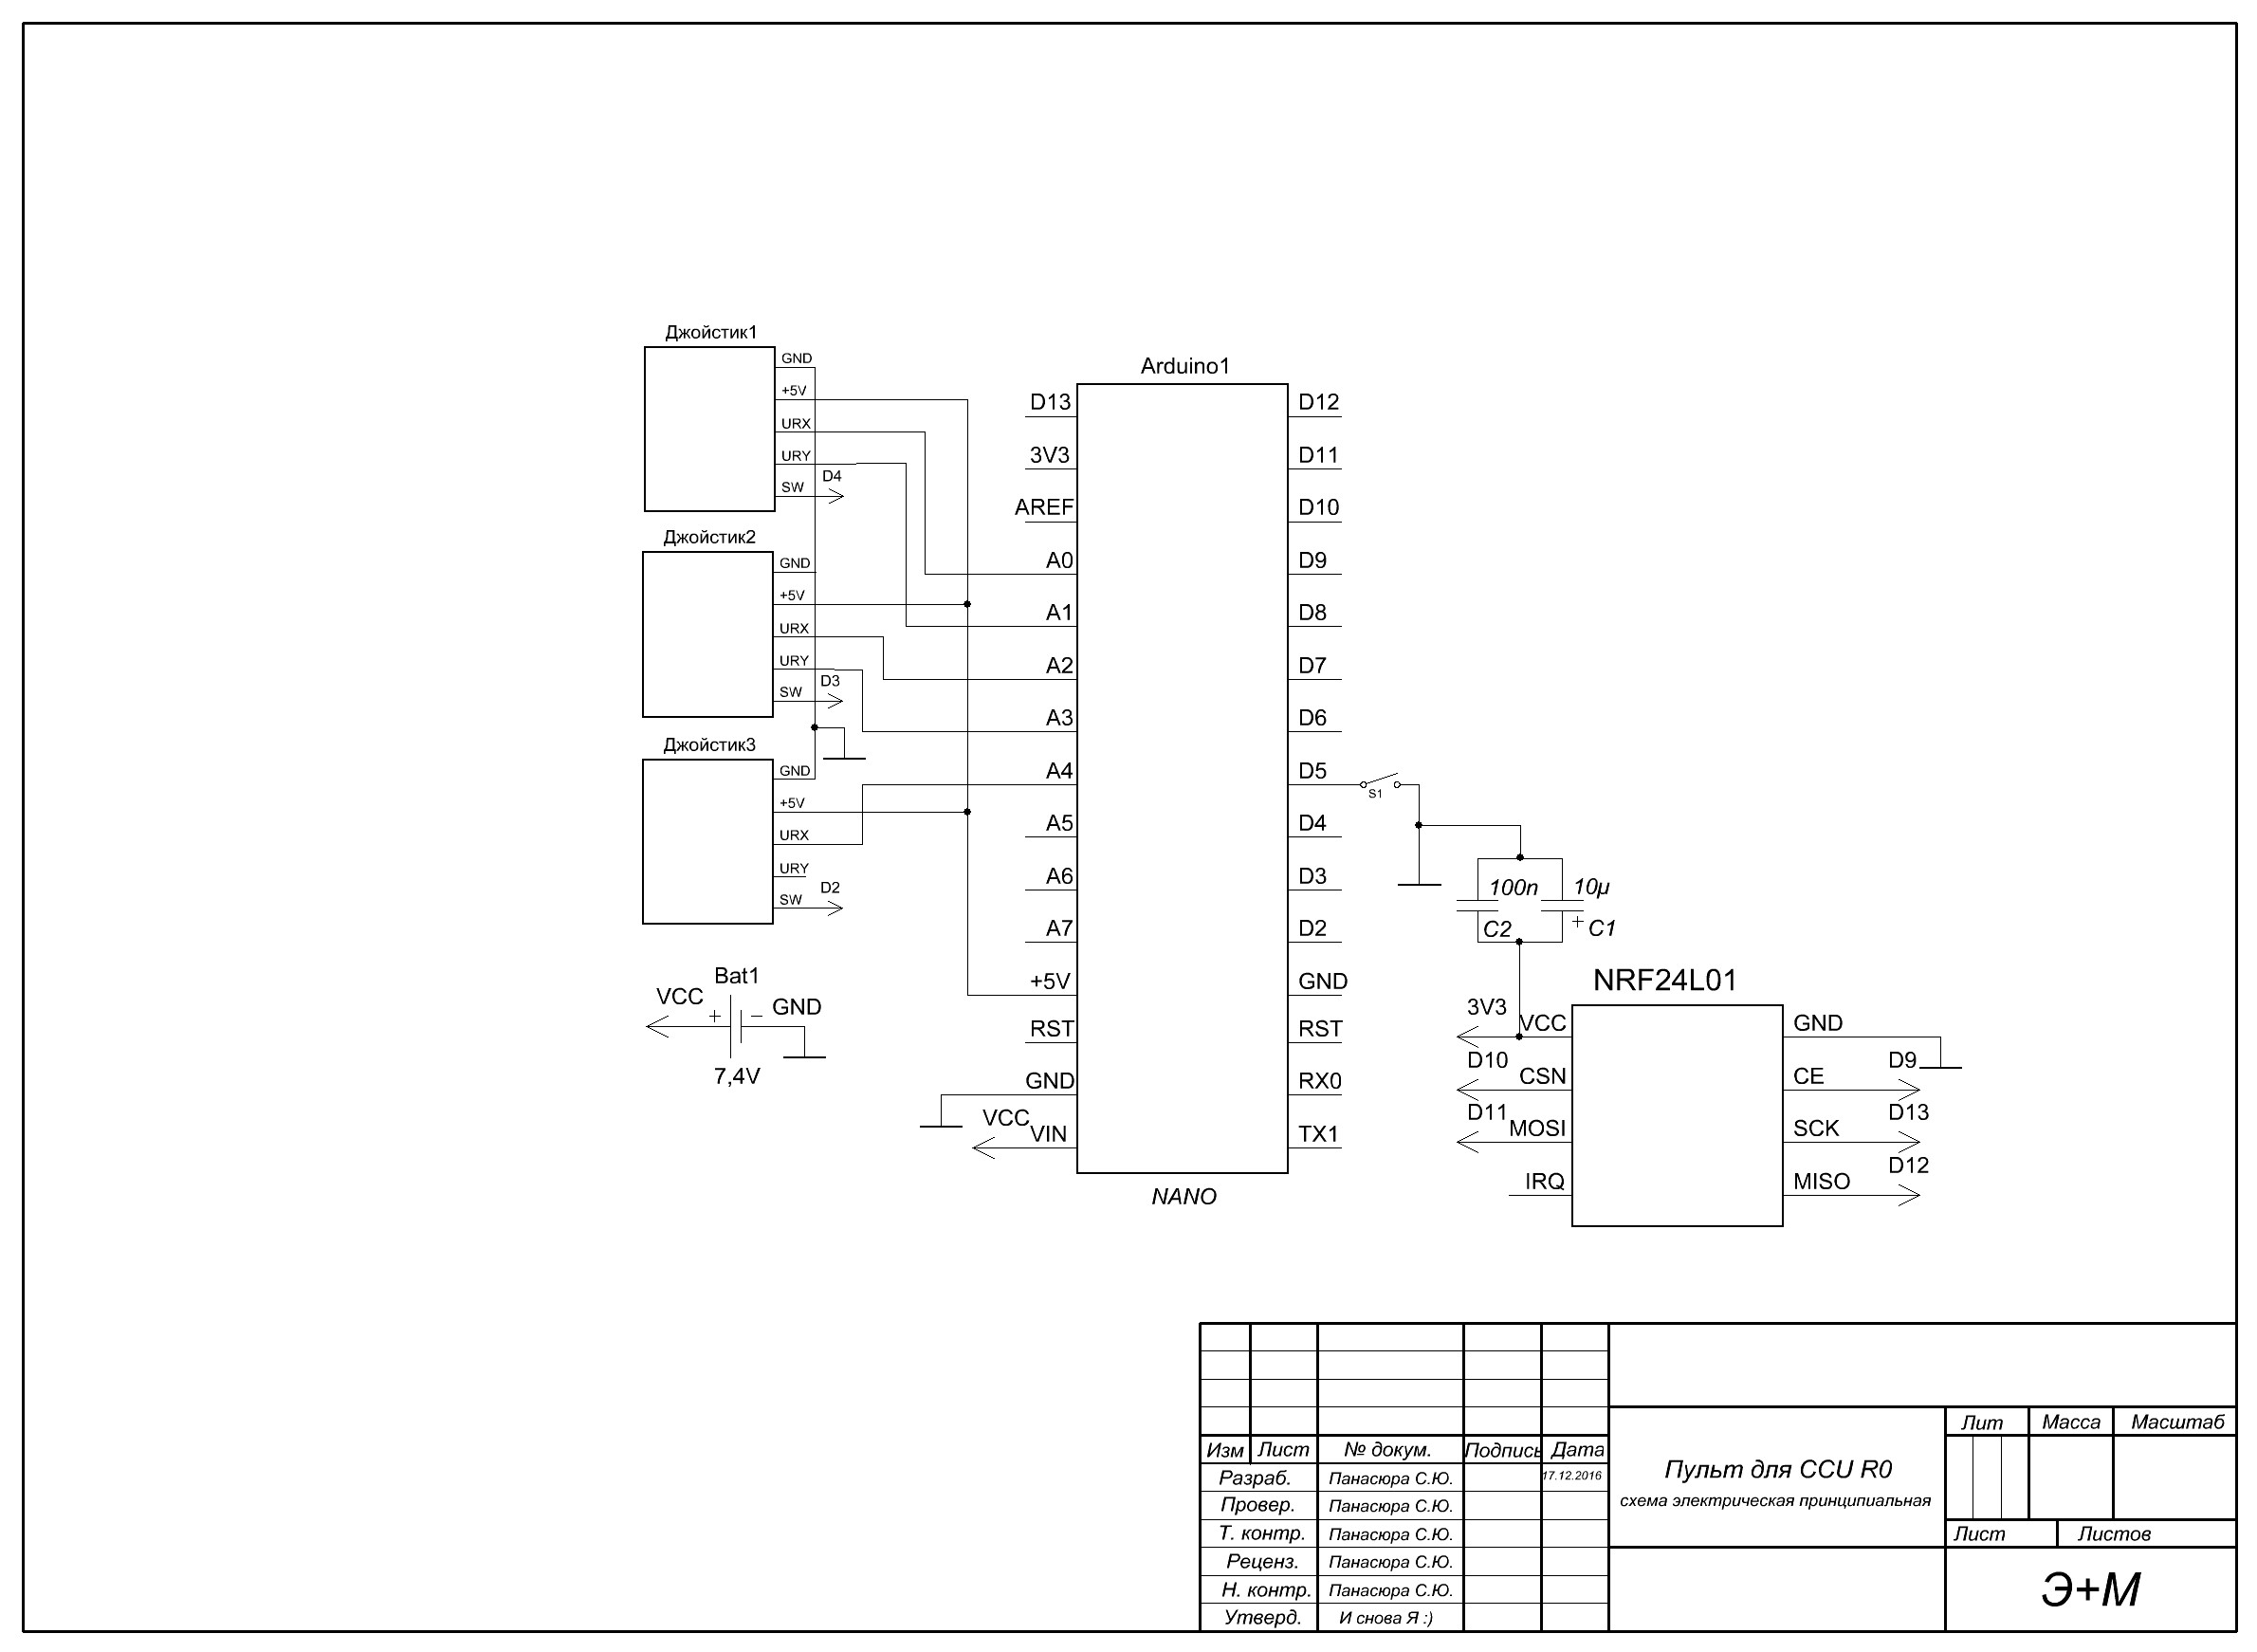 Джойстик1
GND
+5V
URX
URY
SW
D4
Джойстик2
GND
+5V
URX
URY
SW
D3
Джойстик3
GND
+5V
URX
URY
SW
D2
Bat1
VCC
+
−
GND
7,4V
Arduino1
D13
3V3
AREF
A0
A1
A2
A3
A4
A5
A6
A7
+5V
RST
GND
VCC
VIN
D12
D11
D10
D9
D8
D7
D6
D5
D4
D3
D2
GND
RST
RX0
TX1
NANO
S1
100n
C2
10µ
+
C1
NRF24L01
3V3
VCC
D10
CSN
D11
MOSI
IRQ
GND
D9
CE
D13
SCK
D12
MISO
Изм Лист № докум. Подпись Дата
Разраб. Панасюра С.Ю. 17.12.2016
Провер. Панасюра С.Ю.
Т. контр. Панасюра С.Ю.
Реценз. Панасюра С.Ю.
Н. контр. Панасюра С.Ю.
Утверд. И снова Я :)
Пульт для CCU R0
схема электрическая принципиальная
Лит Масса Масштаб
Лист Листов
Э+М